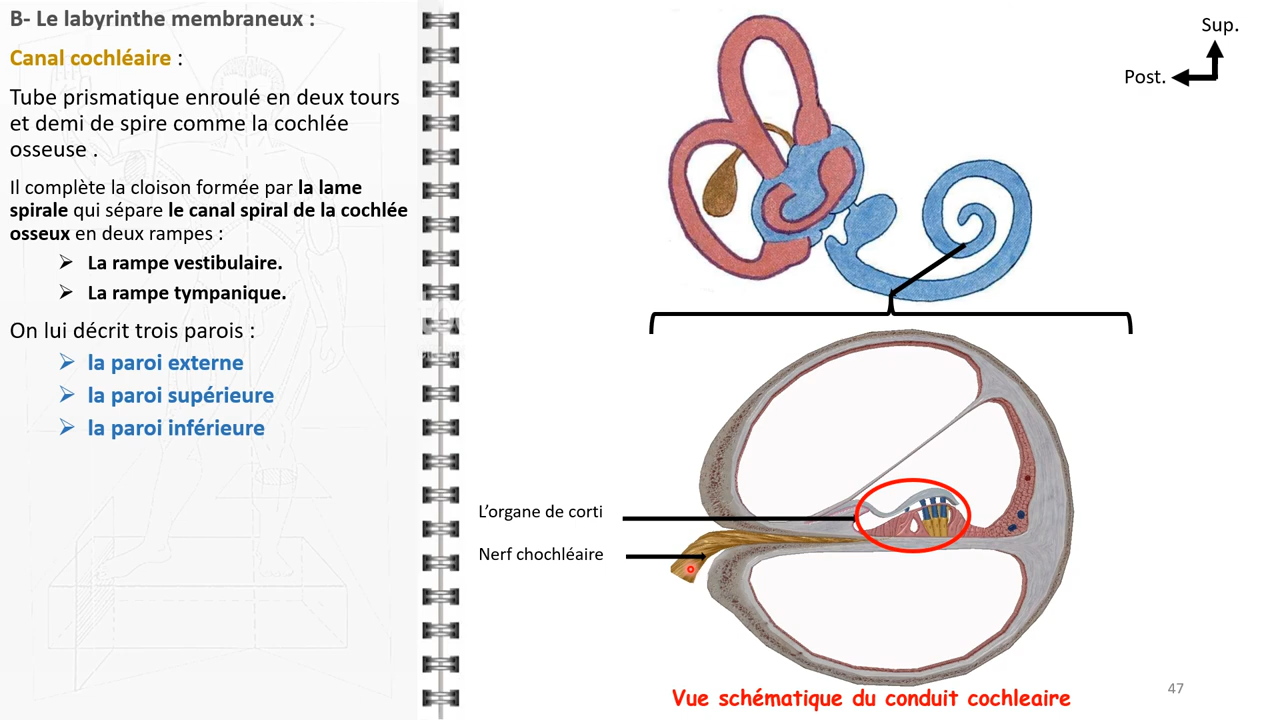 B- Le labyrinthe membraneux :
Canal cochléaire :
Tube prismatique enroulé en deux tours
et demi de spire comme la cochlée
osseuse .
Il complète la cloison formée par la lame
spirale qui sépare le canal spiral de la cochlée
osseux en deux rampes :
➢ La rampe vestibulaire.
➢ La rampe tympanique.
On lui décrit trois parois :
➢ la paroi externe
➢ la paroi supérieure
➢ la paroi inférieure
Sup.
Post.
L'organe de corti
Nerf chochléaire
Vue schématique du conduit cochleaire
47